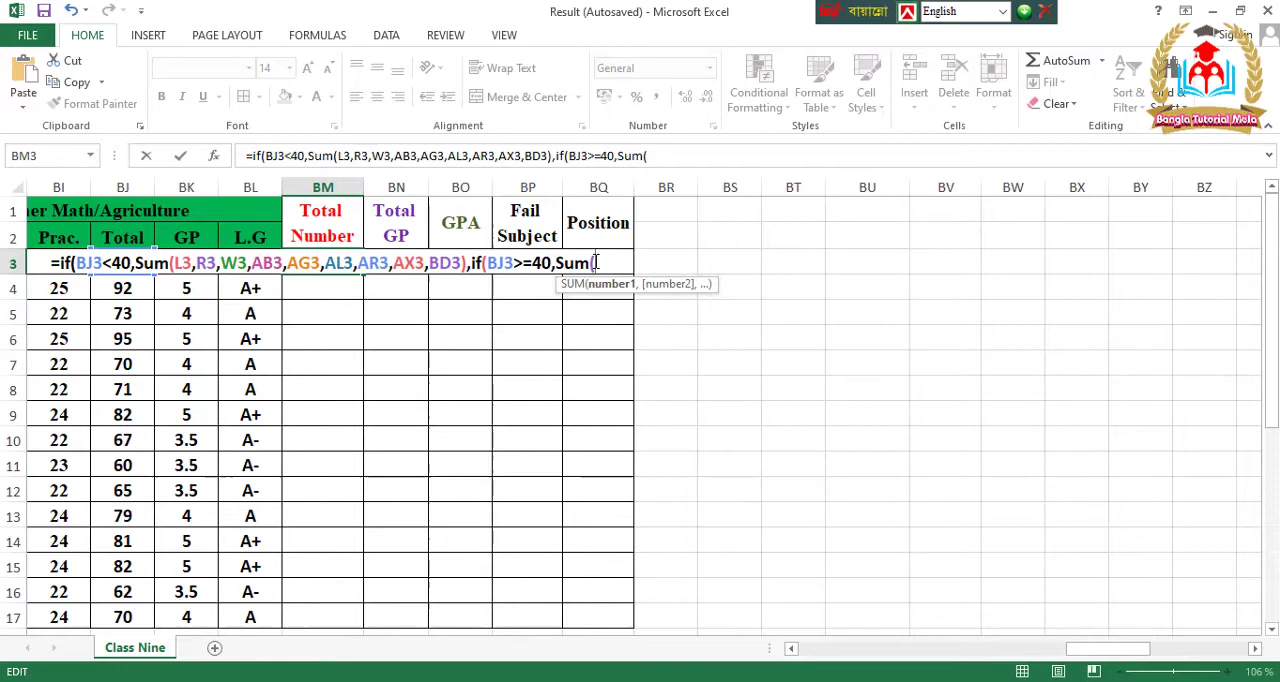 Result (Autosaved) - Microsoft Excel
বায়ান্নো
English
FILE HOME INSERT PAGE LAYOUT FORMULAS DATA REVIEW VIEW
Cut
Copy
Format Painter
Paste
14
Wrap Text
Merge & Center
General
Conditional Formatting
Format as Table
Cell Styles
Insert
Delete
Format
AutoSum
Fill
Clear
Clipboard Font Alignment Number Styles Cells Editing
Bangla Tutorial Mela
BM3 =if(BJ3<40,Sum(L3,R3,W3,AB3,AG3,AL3,AR3,AX3,BD3),if(BJ3>=40,Sum(
BI BJ BK BL BM BN BO BP BQ BR BS BT BU BV BW BX BY BZ
1 er Math/Agriculture Total Number Total GP GPA Fail Subject Position
2 Prac. Total GP L.G
3 =if(BJ3<40,Sum(L3,R3,W3,AB3,AG3,AL3,AR3,AX3,BD3),if(BJ3>=40,Sum(
SUM(number1, [number2], ...)
4 25 92 5 A+
5 22 73 4 A
6 22 95 5 A+
7 22 70 4 A
8 22 71 4 A
9 24 82 5 A+
10 22 67 3.5 A-
11 23 60 3.5 A-
12 22 65 3.5 A-
13 24 79 4 A
14 24 81 5 A+
15 24 82 5 A+
16 22 62 3.5 A-
17 24 70 4 A
Class Nine
EDIT
106 %